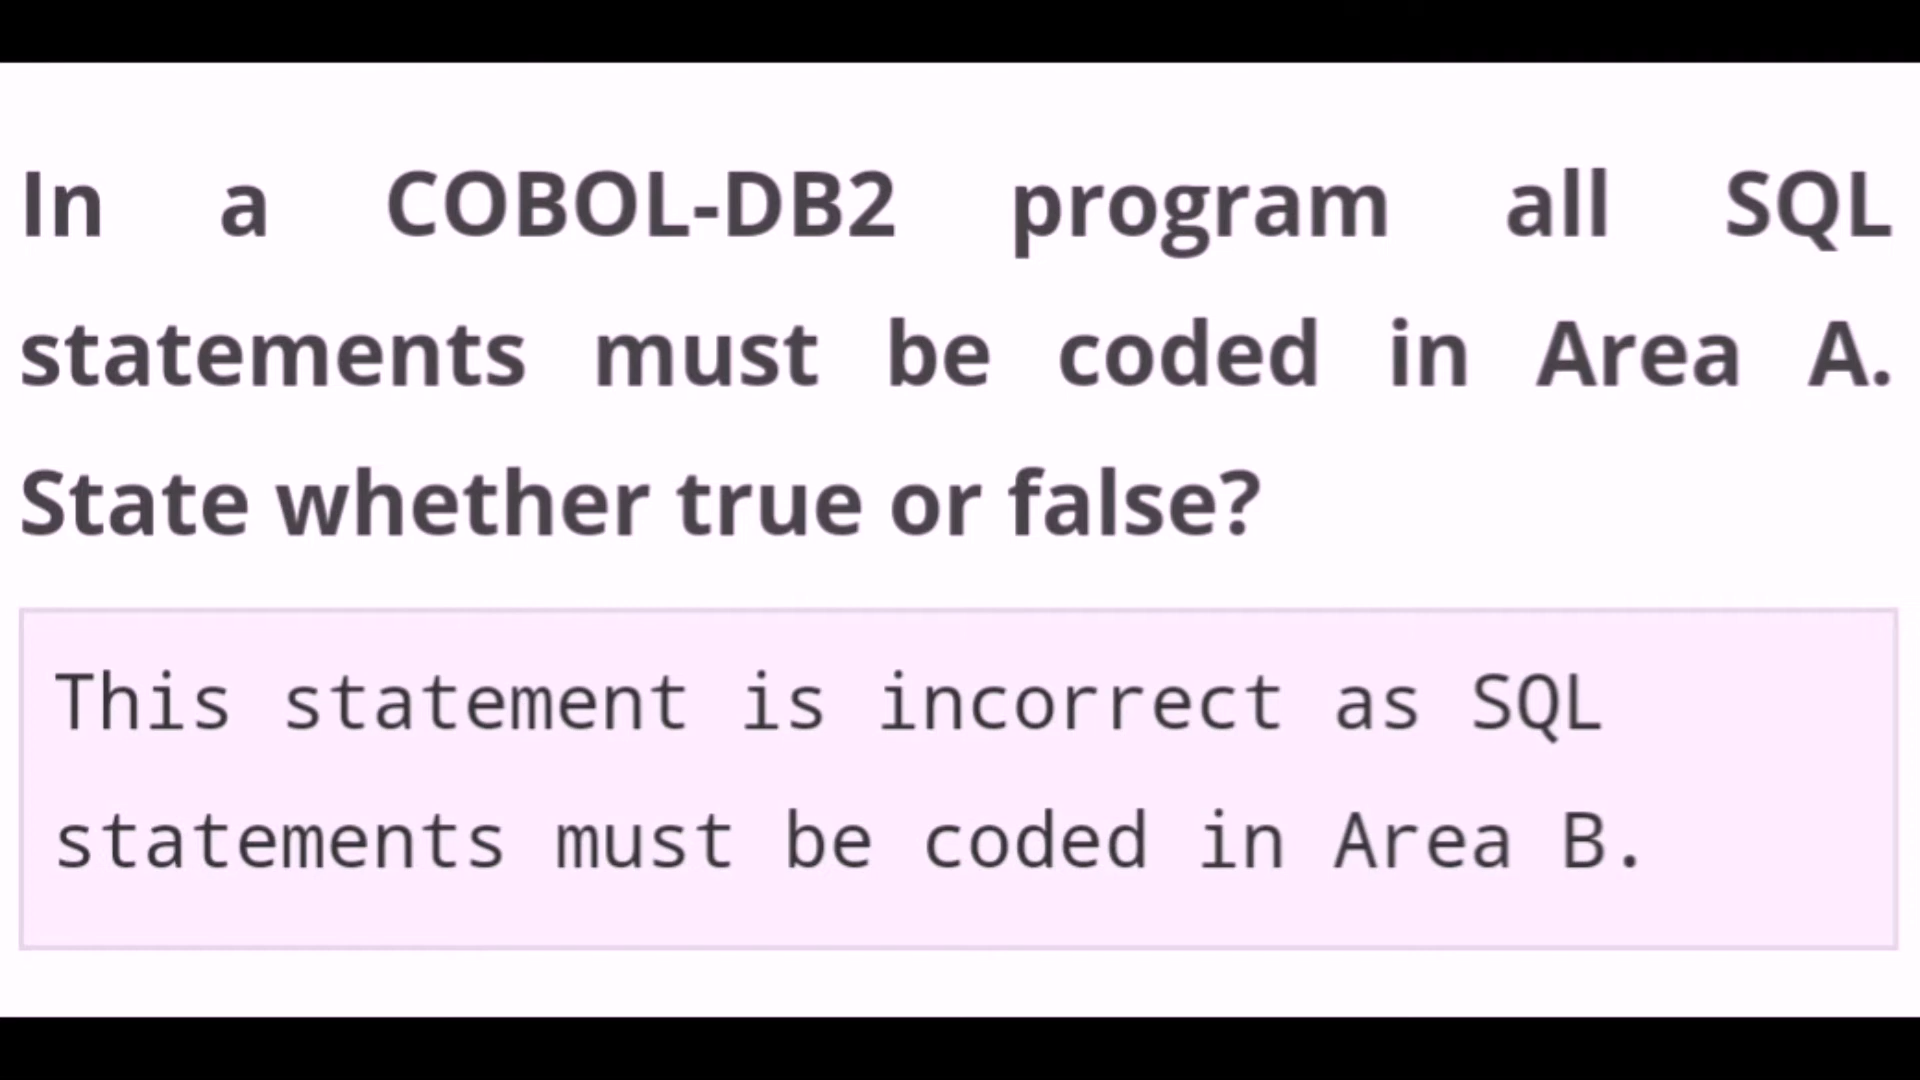 In a COBOL-DB2 program all SQL
statements must be coded in Area A.
State whether true or false?
This statement is incorrect as SQL
statements must be coded in Area B.